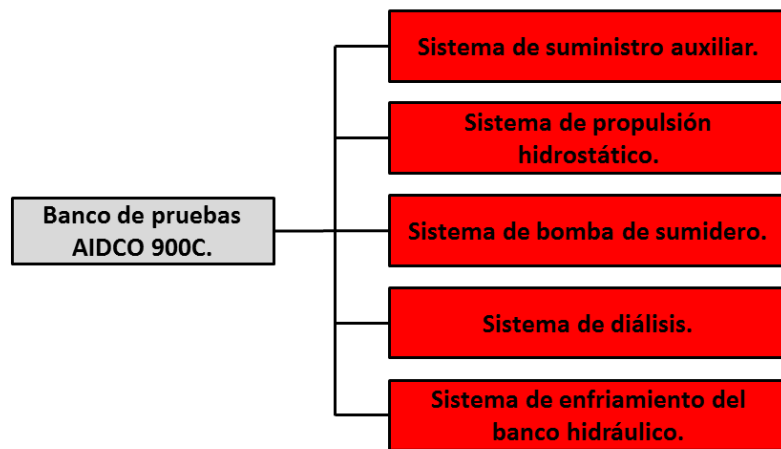 Sistema de suministro auxiliar.
Sistema de propulsión
hidrostático.
Banco de pruebas
AIDCO 900C.
Sistema de bomba de sumidero.
Sistema de diálisis.
Sistema de enfriamiento del
banco hidráulico.